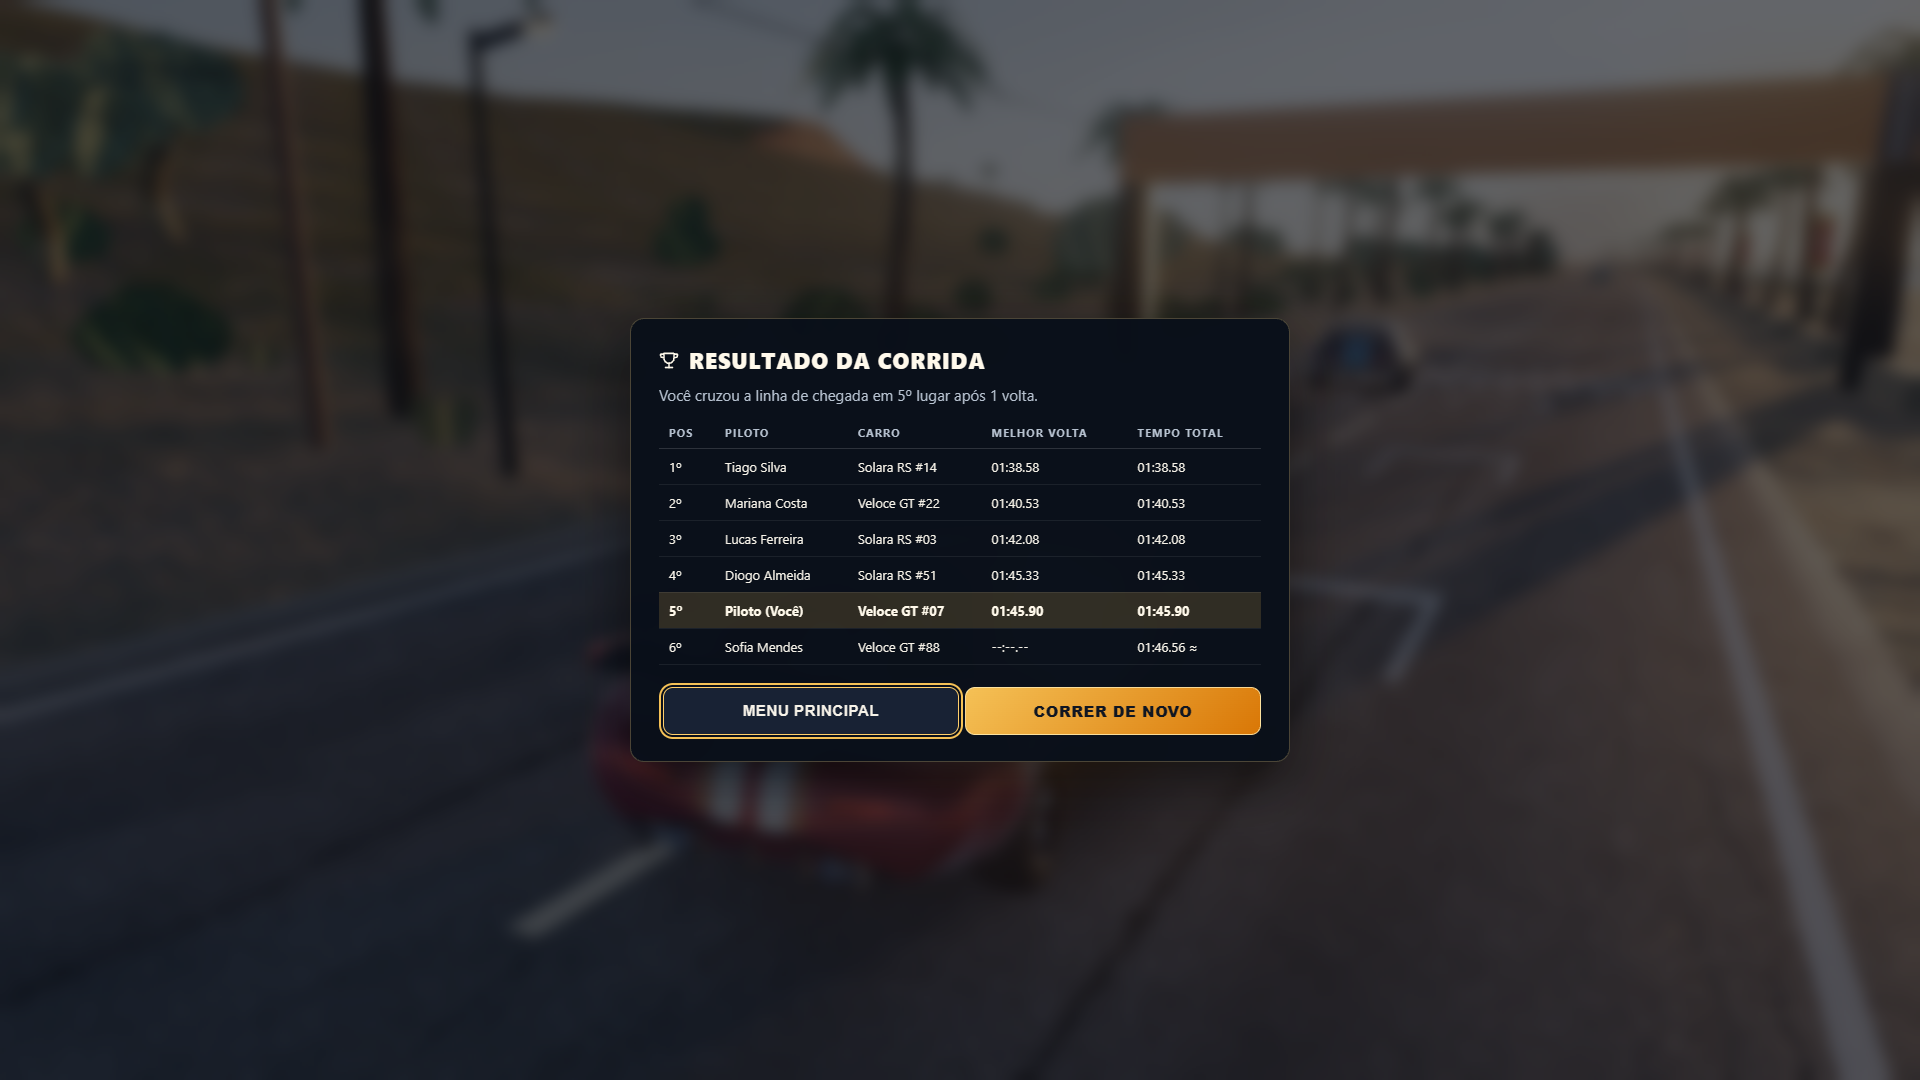 RESULTADO DA CORRIDA
Você cruzou a linha de chegada em 5º lugar após 1 volta.
POS PILOTO CARRO MELHOR VOLTA TEMPO TOTAL
1º Tiago Silva Solara RS #14 01:38.58 01:38.58
2º Mariana Costa Veloce GT #22 01:40.53 01:40.53
3º Lucas Ferreira Solara RS #03 01:42.08 01:42.08
4º Diogo Almeida Solara RS #51 01:45.33 01:45.33
5º Piloto (Você) Veloce GT #07 01:45.90 01:45.90
6º Sofia Mendes Veloce GT #88 --:--.-- 01:46.56 ≈
MENU PRINCIPAL CORRER DE NOVO